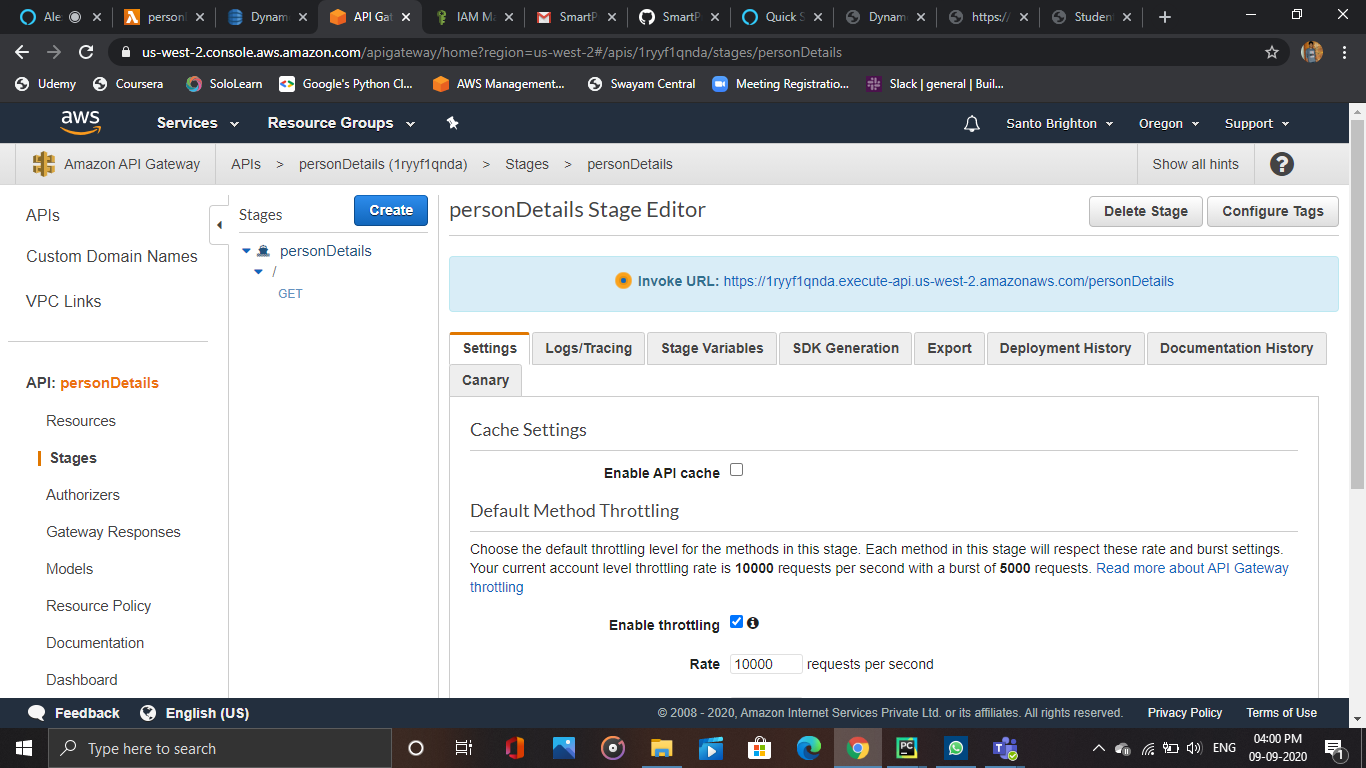 Ale
person
Dynam
API Gat
IAM Ma
SmartP
SmartP
Quick S
Dynam
https:/
Student
us-west-2.console.aws.amazon.com/apigateway/home?region=us-west-2#/apis/1ryyf1qnda/stages/personDetails
Udemy Coursera SoloLearn Google's Python Cl... AWS Management... Swayam Central Meeting Registratio... Slack | general | Buil...
aws Services Resource Groups Santo Brighton Oregon Support
Amazon API Gateway APIs > personDetails (1ryyf1qnda) > Stages > personDetails Show all hints ?
APIs
Custom Domain Names
VPC Links
API: personDetails
Resources
Stages
Authorizers
Gateway Responses
Models
Resource Policy
Documentation
Dashboard
Stages Create
personDetails
/
GET
personDetails Stage Editor Delete Stage Configure Tags
Invoke URL: https://1ryyf1qnda.execute-api.us-west-2.amazonaws.com/personDetails
Settings Logs/Tracing Stage Variables SDK Generation Export Deployment History Documentation History
Canary
Cache Settings
Enable API cache
Default Method Throttling
Choose the default throttling level for the methods in this stage. Each method in this stage will respect these rate and burst settings.
Your current account level throttling rate is 10000 requests per second with a burst of 5000 requests. Read more about API Gateway
throttling
Enable throttling
Rate 10000 requests per second
Feedback English (US) © 2008 - 2020, Amazon Internet Services Private Ltd. or its affiliates. All rights reserved. Privacy Policy Terms of Use
Type here to search
PC
ENG
04:00 PM
09-09-2020
1